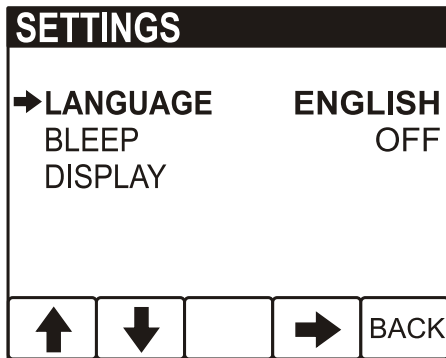 SETTINGS
LANGUAGE ENGLISH
BLEEP OFF
DISPLAY
BACK